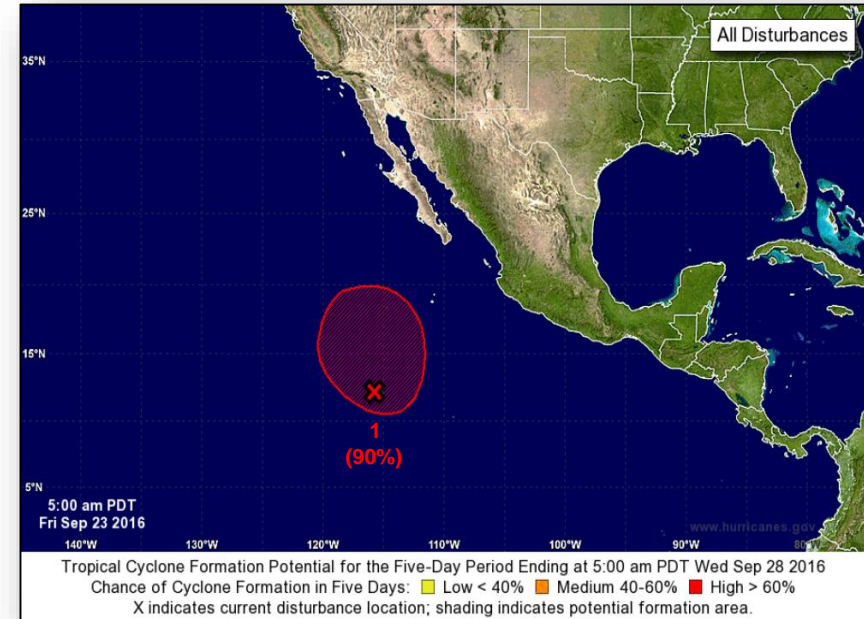 All Disturbances
35°N
25°N
15°N
1
(90%)
5°N
5:00 am PDT
Fri Sep 23 2016
www.hurricanes.gov
140°W 130°W 120°W 110°W 100°W 90°W 80°W
Tropical Cyclone Formation Potential for the Five-Day Period Ending at 5:00 am PDT Wed Sep 28 2016
Chance of Cyclone Formation in Five Days: Low < 40% Medium 40-60% High > 60%
X indicates current disturbance location; shading indicates potential formation area.